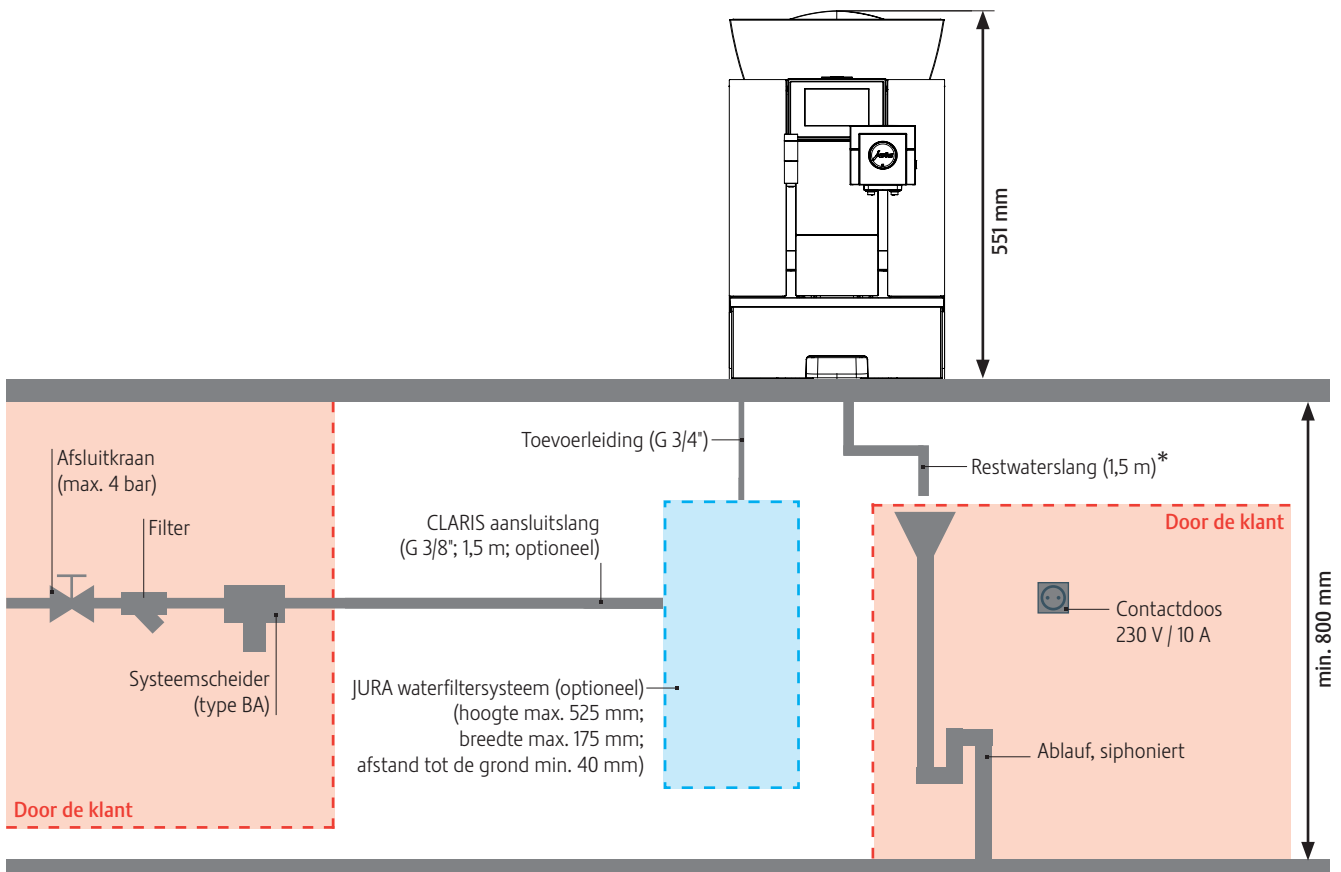 jura
551 mm
Toevoerleiding (G 3/4")
Restwaterslang (1,5 m)*
Afsluitkraan
(max. 4 bar)
Filter
CLARIS aansluitslang
(G 3/8"; 1,5 m; optioneel)
Door de klant
Contactdoos
230 V / 10 A
min. 800 mm
Systeemscheider
(type BA)
JURA waterfiltersysteem (optioneel)
(hoogte max. 525 mm;
breedte max. 175 mm;
afstand tot de grond min. 40 mm)
Ablauf, siphoniert
Door de klant